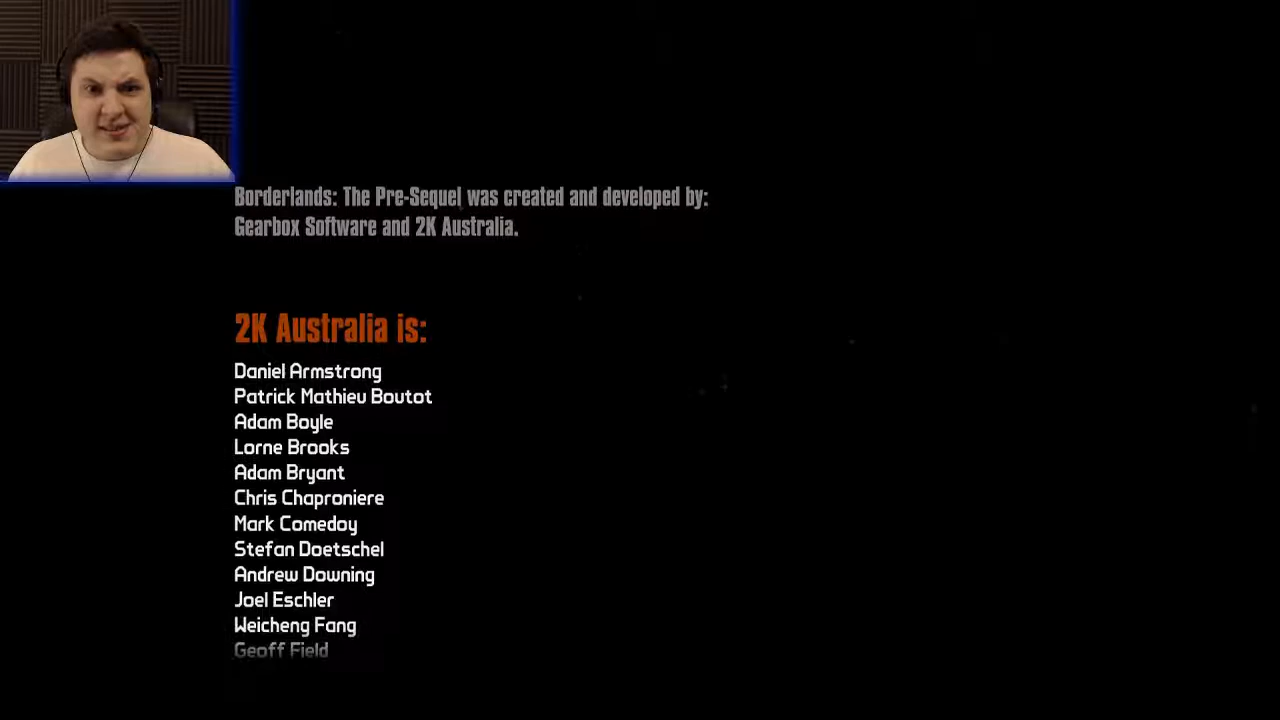 Borderlands: The Pre-Sequel was created and developed by:
Gearbox Software and 2K Australia.
2K Australia is:
Daniel Armstrong
Patrick Mathieu Boutot
Adam Boyle
Lorne Brooks
Adam Bryant
Chris Chaproniere
Mark Comedoy
Stefan Doetschel
Andrew Downing
Joel Eschler
Weicheng Fang
Geoff Field